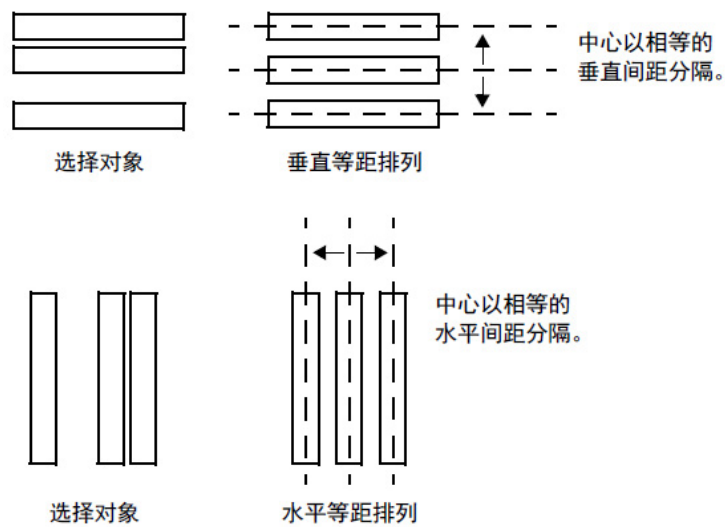 中心以相等的
垂直间距分隔。
选择对象
垂直等距排列
中心以相等的
水平间距分隔。
选择对象
水平等距排列